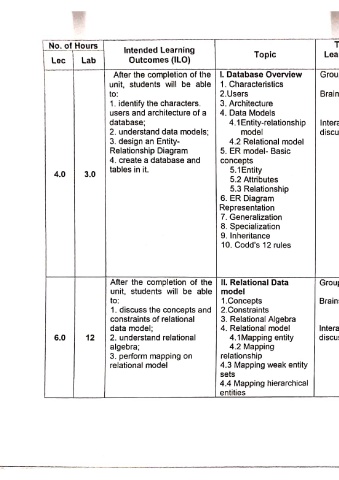 No. of Hours
Lec Lab
Intended Learning
Outcomes (ILO)
Topic
T
Lea
4.0 3.0
After the completion of the
unit, students will be able
to:
1. identify the characters.
users and architecture of a
database;
2. understand data models;
3. design an Entity-
Relationship Diagram
4. create a database and
tables in it.
I. Database Overview
1. Characteristics
2.Users
3. Architecture
4. Data Models
4.1Entity-relationship
model
4.2 Relational model
5. ER model- Basic
concepts
5.1Entity
5.2 Attributes
5.3 Relationship
6. ER Diagram
Representation
7. Generalization
8. Specialization
9. Inheritance
10. Codd's 12 rules
Grou
Brain
Intera
discu
6.0 12
After the completion of the
unit, students will be able
to:
1. discuss the concepts and
constraints of relational
data model;
2. understand relational
algebra;
3. perform mapping on
relational model
II. Relational Data
model
1.Concepts
2.Constraints
3. Relational Algebra
4. Relational model
4.1Mapping entity
4.2 Mapping
relationship
4.3 Mapping weak entity
sets
4.4 Mapping hierarchical
entities
Group
Brains
Intera
discus